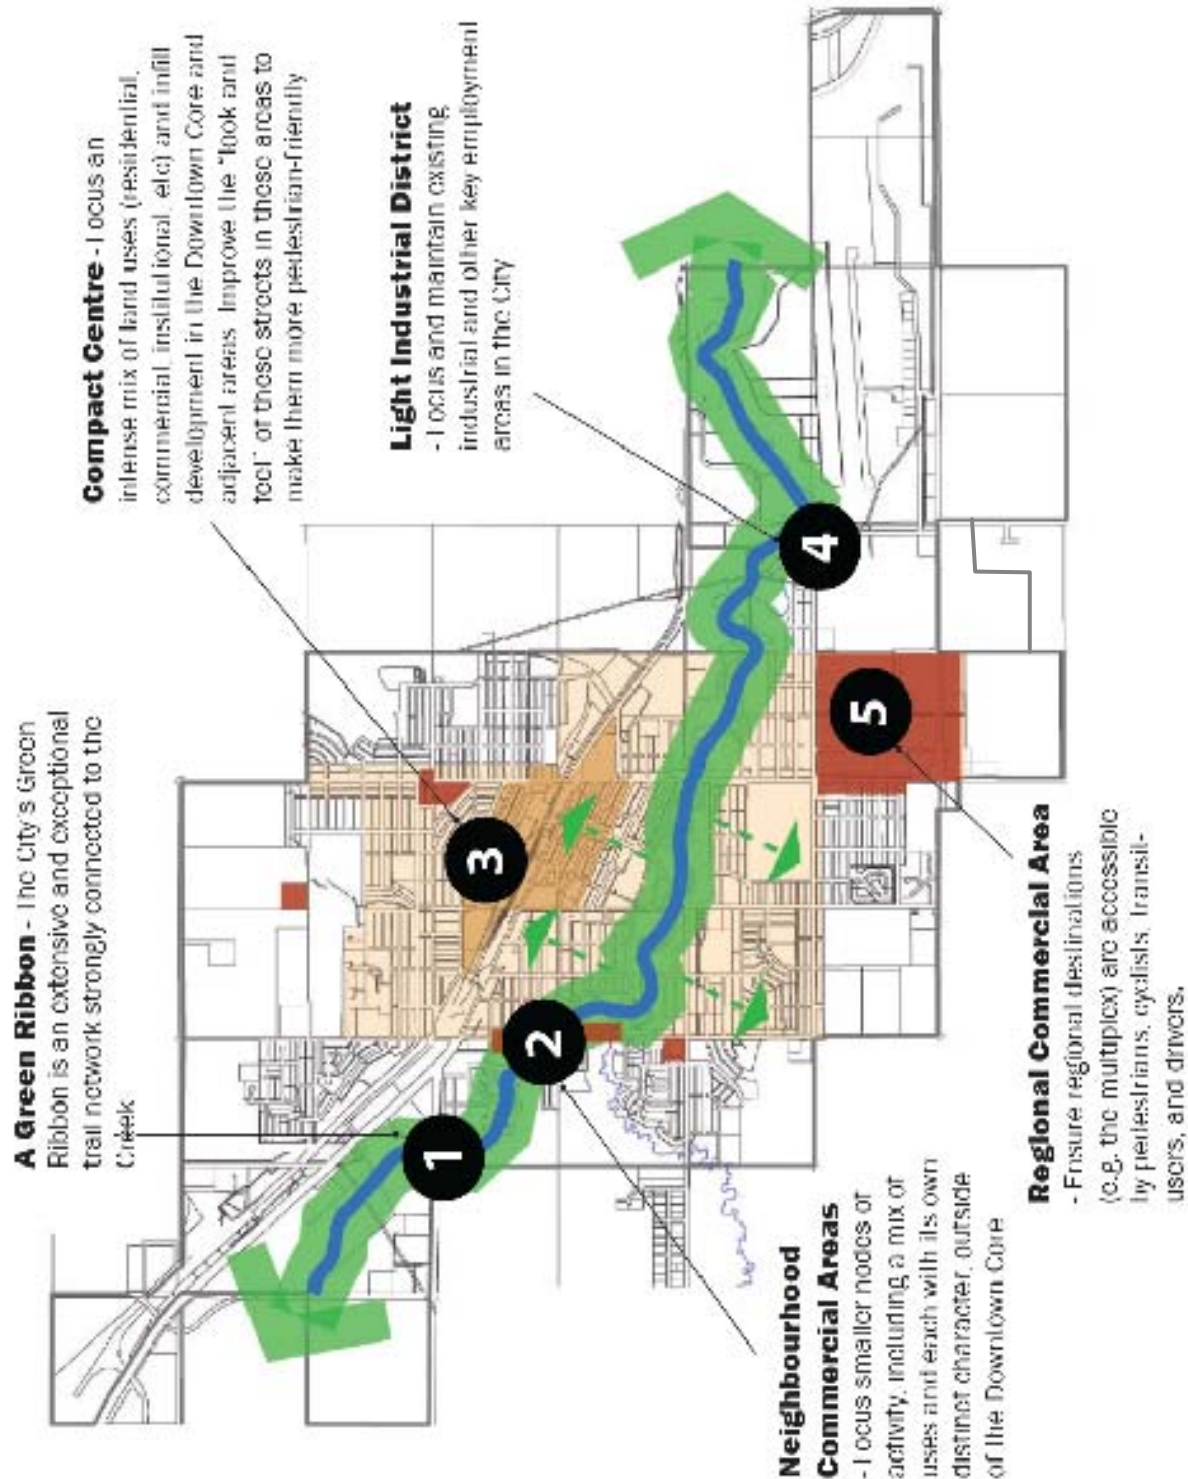 A Green Ribbon - The City's Green
Ribbon is an extensive and exceptional
trail network strongly connected to the
Creek
Compact Centre - Focus an
intense mix of land uses (residential,
commercial, institutional, etc) and infill
development in the Downtown Core and
adjacent areas. Improve the "look and
feel" of those streets in those areas to
make them more pedestrian-friendly
Light Industrial District
- Focus and maintain existing
industrial and other key employment
areas in the City
Neighbourhood
Commercial Areas
- Focus smaller nodes of
activity, including a mix of
uses and each with its own
distinct character, outside
of the Downtown Core
Regional Commercial Area
- Ensure regional destinations
(e.g. the multiplex) are accessible
by pedestrians, cyclists, transit-
users, and drivers.
1
2
3
4
5